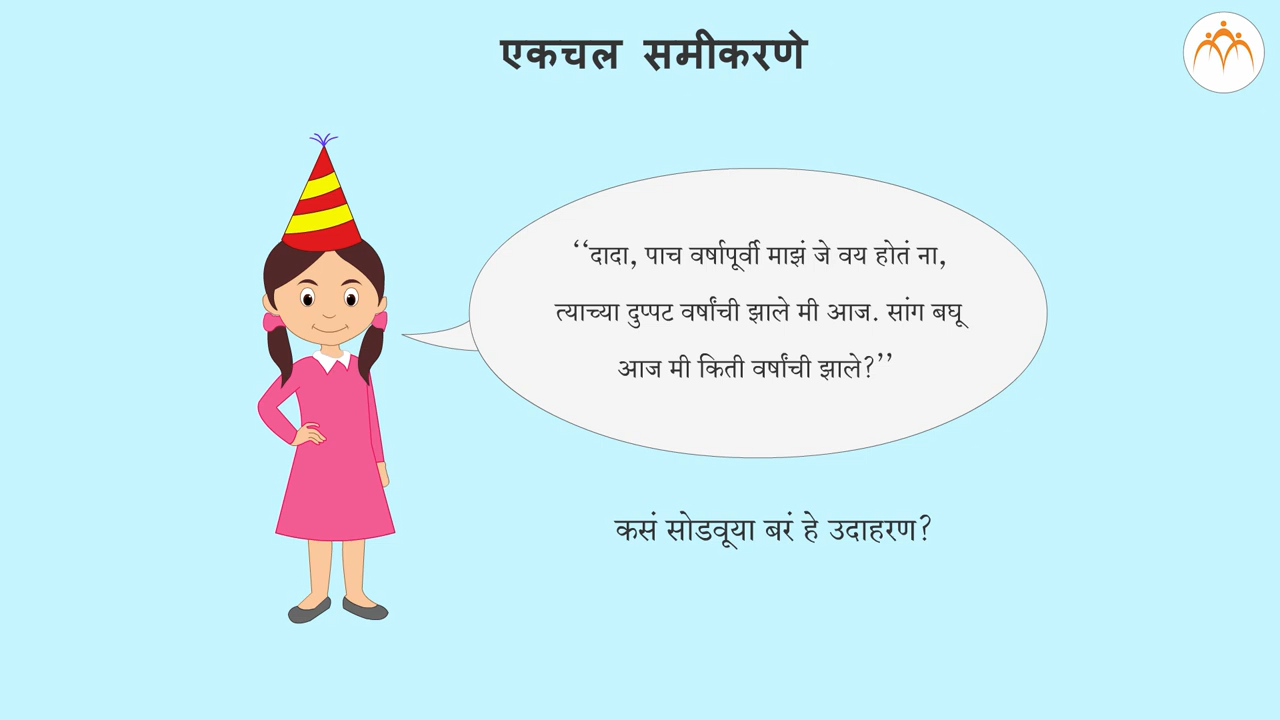 एकचल समीकरणे
‘‘दादा, पाच वर्षापूर्वी माझं जे वय होतं ना,
त्याच्या दुप्पट वर्षांची झाले मी आज. सांग बघू
आज मी किती वर्षांची झाले?’’
कसं सोडवूया बरं हे उदाहरण?